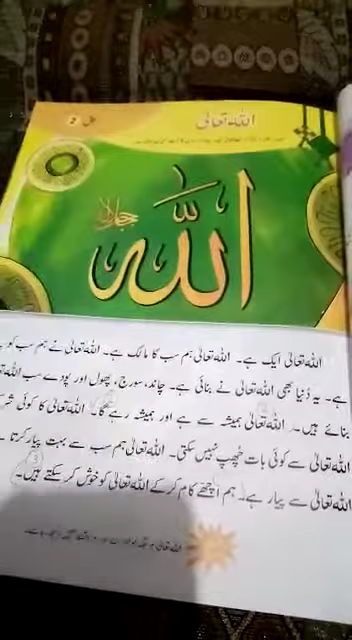 اللہ تعالیٰ
اللہ
جل جلالہ
اللہ تعالیٰ ایک ہے۔ اللہ تعالیٰ ہم سب کا مالک ہے۔ اللہ تعالیٰ نے ہم سب کو
ہے۔ یہ دُنیا بھی اللہ تعالیٰ نے بنائی ہے۔ چاند، سورج، پھول اور پودے سب اللہ
بنائے ہیں۔ اللہ تعالیٰ ہمیشہ سے ہے اور ہمیشہ رہے گا۔ اللہ تعالیٰ کا کوئی
اللہ تعالیٰ سے کوئی بات چُھپ نہیں سکتی۔ اللہ تعالیٰ ہم سب سے بہت پیار کرتا
اللہ تعالیٰ سے پیار ہے۔ ہم اچھے کام کرکے اللہ تعالیٰ کو خوش کر سکتے ہیں۔